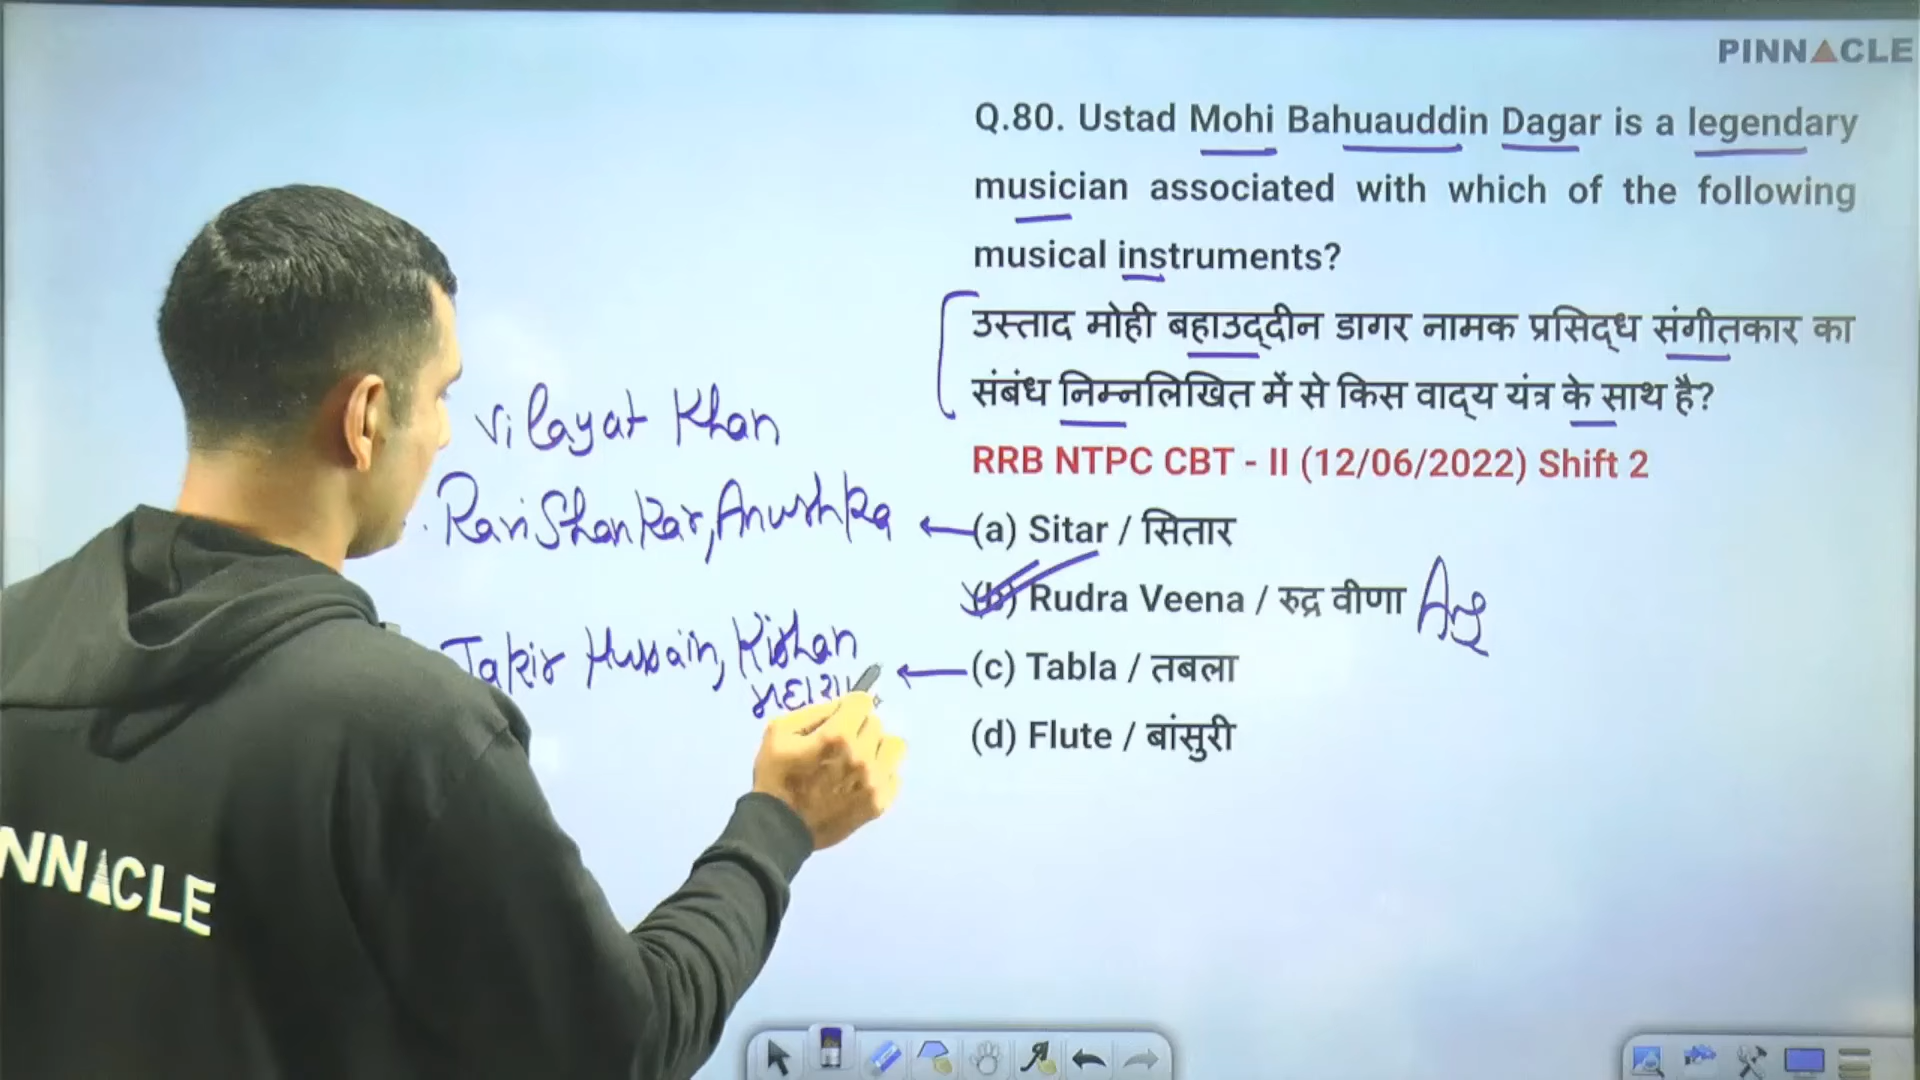 PINNACLE
Q.80. Ustad Mohi Bahuauddin Dagar is a legendary
musician associated with which of the following
musical instruments?
उस्ताद मोही बहाउद्दीन डागर नामक प्रसिद्ध संगीतकार का
संबंध निम्नलिखित में से किस वाद्य यंत्र के साथ है?
RRB NTPC CBT - II (12/06/2022) Shift 2
(a) Sitar / सितार
(b) Rudra Veena / रुद्र वीणा
(c) Tabla / तबला
(d) Flute / बांसुरी
Vilayat Khan
Ravi Shankar, Anushka
Jakir Hussain, Kishan
NNACLE